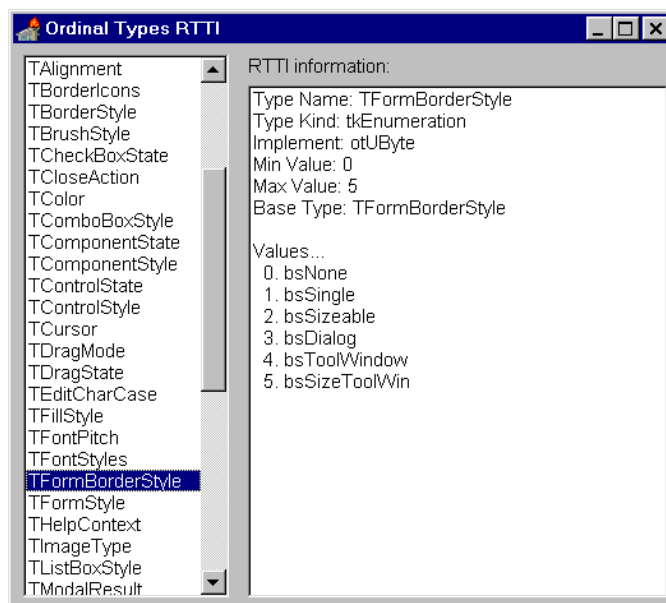 Ordinal Types RTTI
TAlignment
TBorderIcons
TBorderStyle
TBrushStyle
TCheckBoxState
TCloseAction
TColor
TComboBoxStyle
TComponentState
TComponentStyle
TControlState
TControlStyle
TCursor
TDragMode
TDragState
TEditCharCase
TFillStyle
TFontPitch
TFontStyles
TFormBorderStyle
TFormStyle
THelpContext
TImageType
TListBoxStyle
TModalResult
RTTI information:
Type Name: TFormBorderStyle
Type Kind: tkEnumeration
Implement: otUByte
Min Value: 0
Max Value: 5
Base Type: TFormBorderStyle
Values...
0. bsNone
1. bsSingle
2. bsSizeable
3. bsDialog
4. bsToolWindow
5. bsSizeToolWin